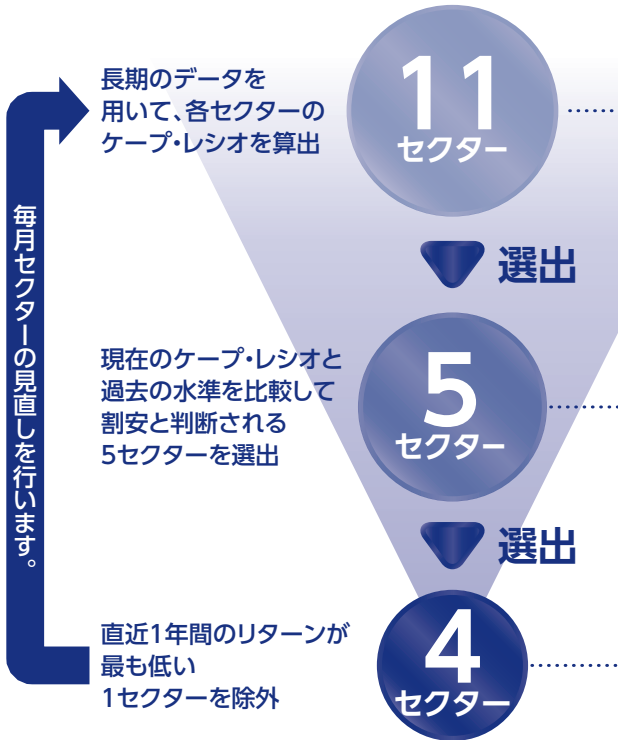 長期のデータを
用いて、各セクターの
ケープ・レシオを算出
11
セクター
選出
現在のケープ・レシオと
過去の水準を比較して
割安と判断される
5セクターを選出
5
セクター
選出
直近1年間のリターンが
最も低い
1セクターを除外
4
セクター
毎月セクターの見直しを行います。